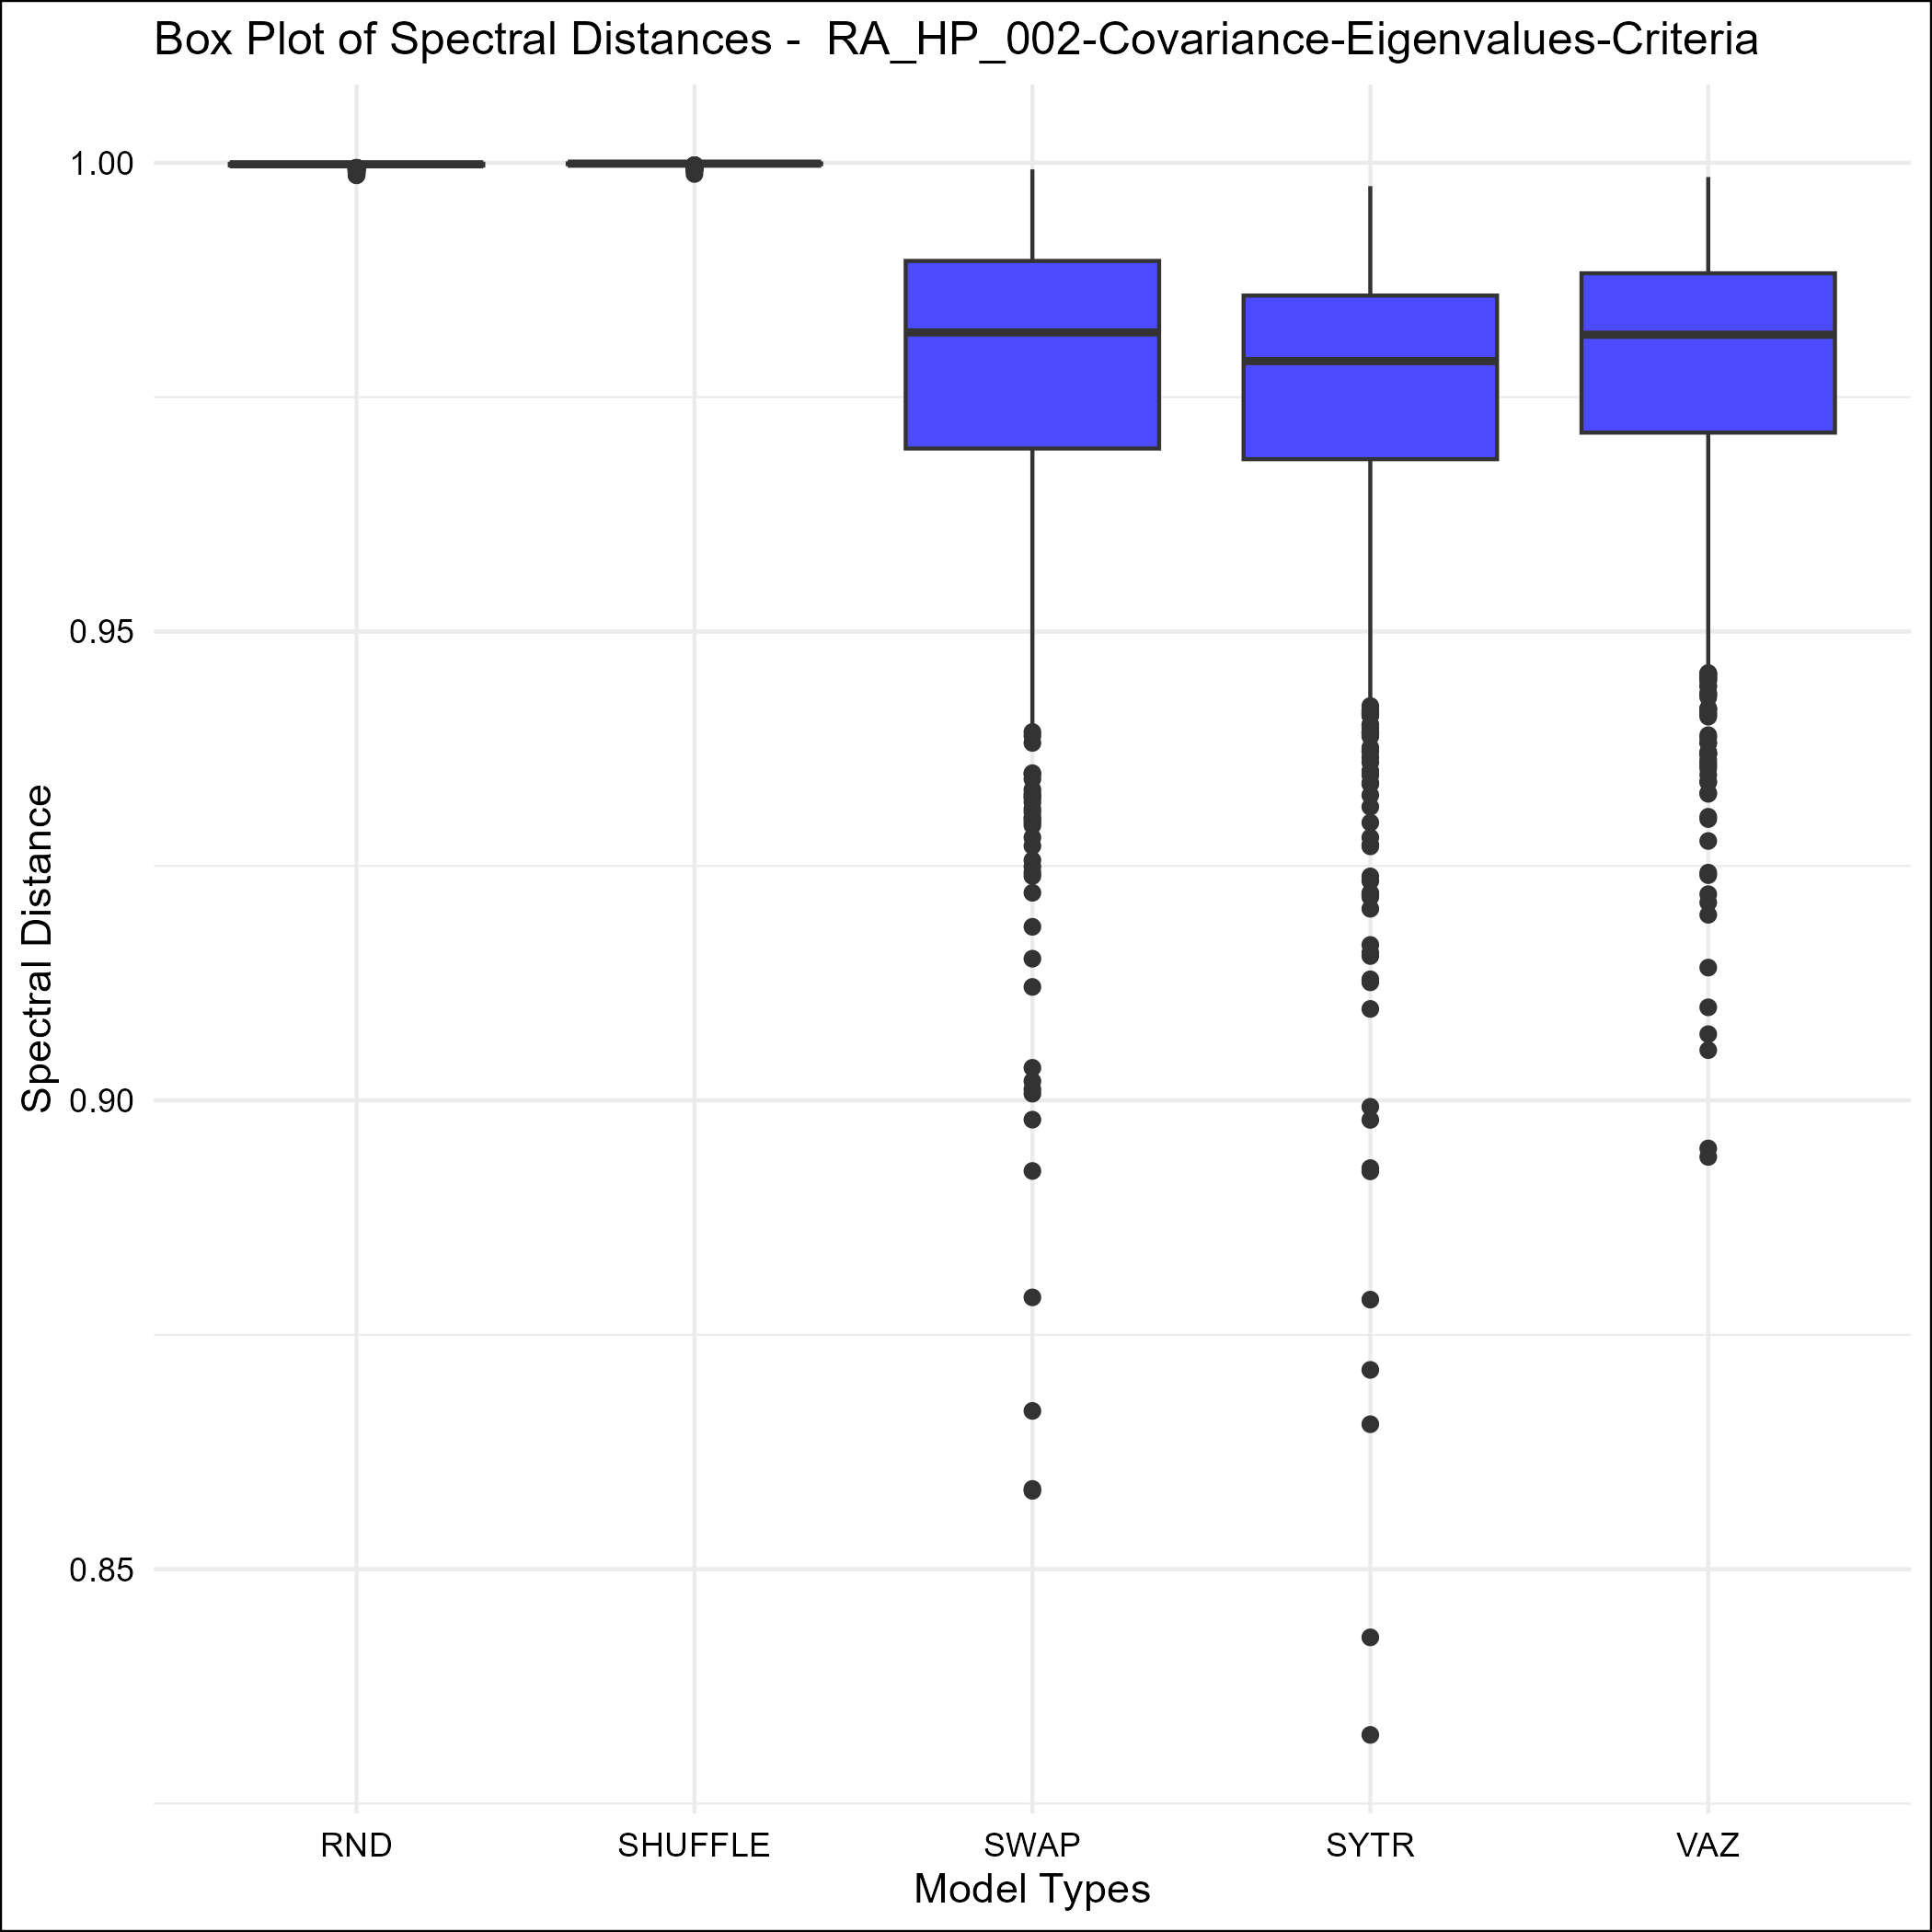 Box Plot of Spectral Distances -  RA_HP_002-Covariance-Eigenvalues-Criteria
1.00
0.95
0.90
0.85
Spectral Distance
RND SHUFFLE SWAP SYTR VAZ
Model Types